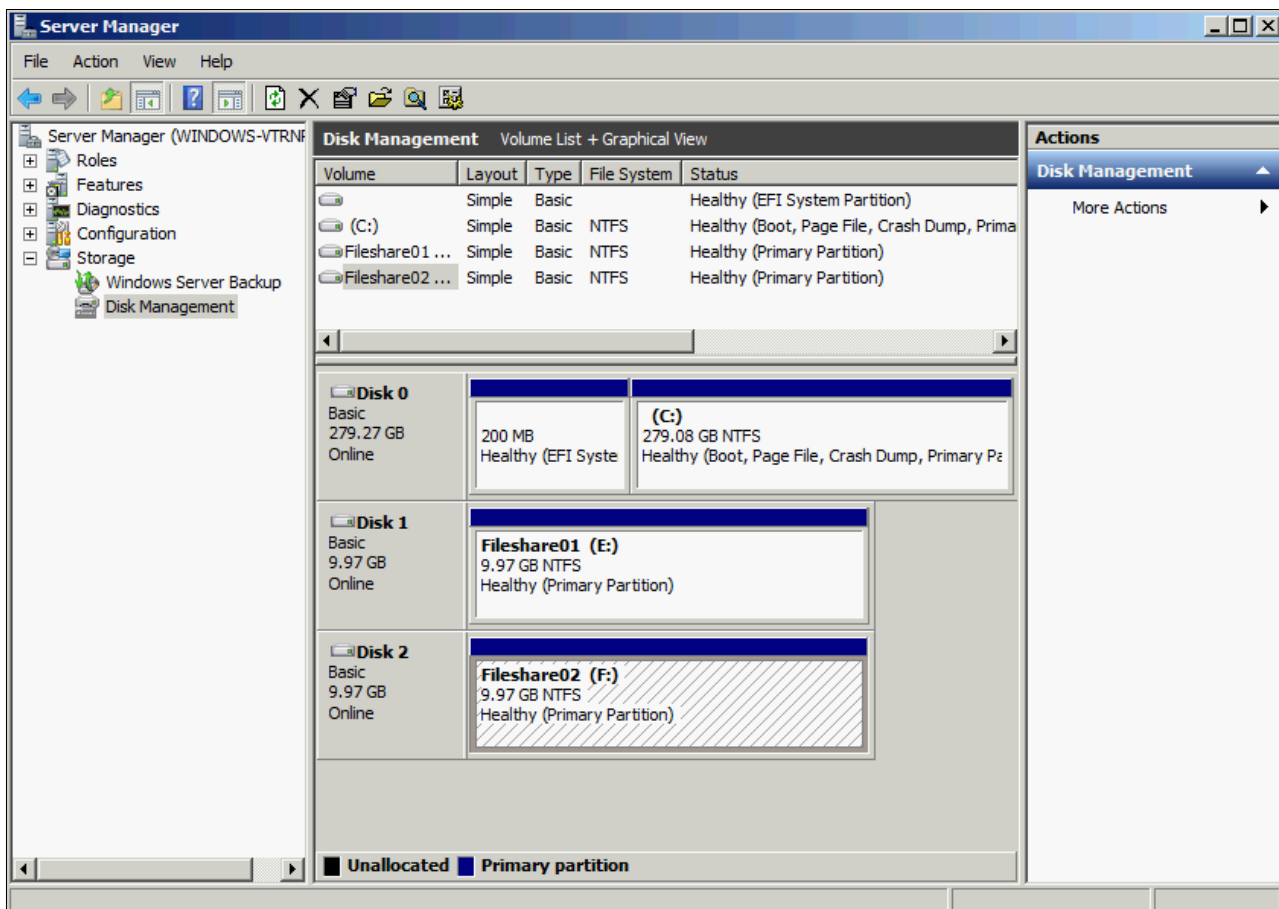 Server Manager
File Action View Help
Server Manager (WINDOWS-VTRNF
Roles
Features
Diagnostics
Configuration
Storage
Windows Server Backup
Disk Management
Disk Management Volume List + Graphical View
Volume Layout Type File System Status
Simple Basic Healthy (EFI System Partition)
(C:) Simple Basic NTFS Healthy (Boot, Page File, Crash Dump, Prima
Fileshare01 ... Simple Basic NTFS Healthy (Primary Partition)
Fileshare02 ... Simple Basic NTFS Healthy (Primary Partition)
Disk 0
Basic
279.27 GB
Online
200 MB
Healthy (EFI Syste
(C:)
279.08 GB NTFS
Healthy (Boot, Page File, Crash Dump, Primary Pa
Disk 1
Basic
9.97 GB
Online
Fileshare01 (E:)
9.97 GB NTFS
Healthy (Primary Partition)
Disk 2
Basic
9.97 GB
Online
Fileshare02 (F:)
9.97 GB NTFS
Healthy (Primary Partition)
Unallocated Primary partition
Actions
Disk Management
More Actions